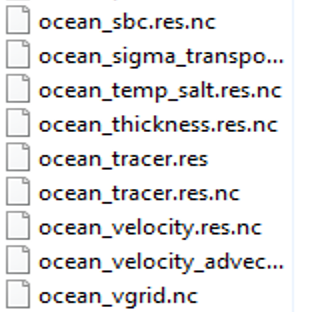 ocean_sbc.res.nc
ocean_sigma_transpo...
ocean_temp_salt.res.nc
ocean_thickness.res.nc
ocean_tracer.res
ocean_tracer.res.nc
ocean_velocity.res.nc
ocean_velocity_advec...
ocean_vgrid.nc